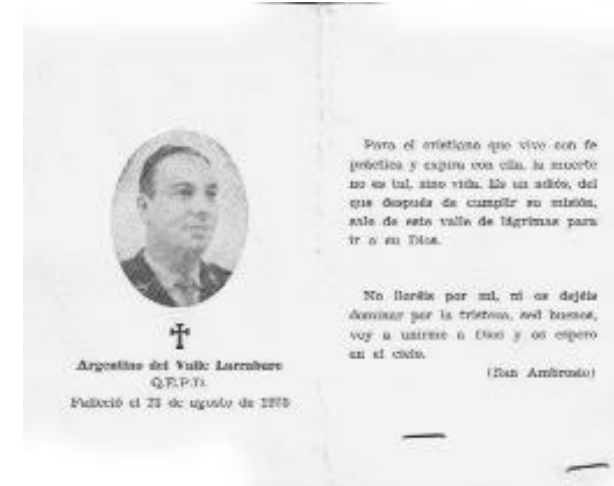 Argentino del Valle Larrabure
Q.E.P.D.
Falleció el 23 de agosto de 1975
Para el cristiano que vive con fe
práctica y expira con ella, la muerte
no es tal, sino vida. Es un adiós, del
que después de cumplir su misión,
sale de este valle de lágrimas para
ir a su Dios.
No lloréis por mí, ni os dejéis
dominar por la tristeza, sed buenos,
voy a unirme a Dios y os espero
en el cielo.
(San Ambrosio)